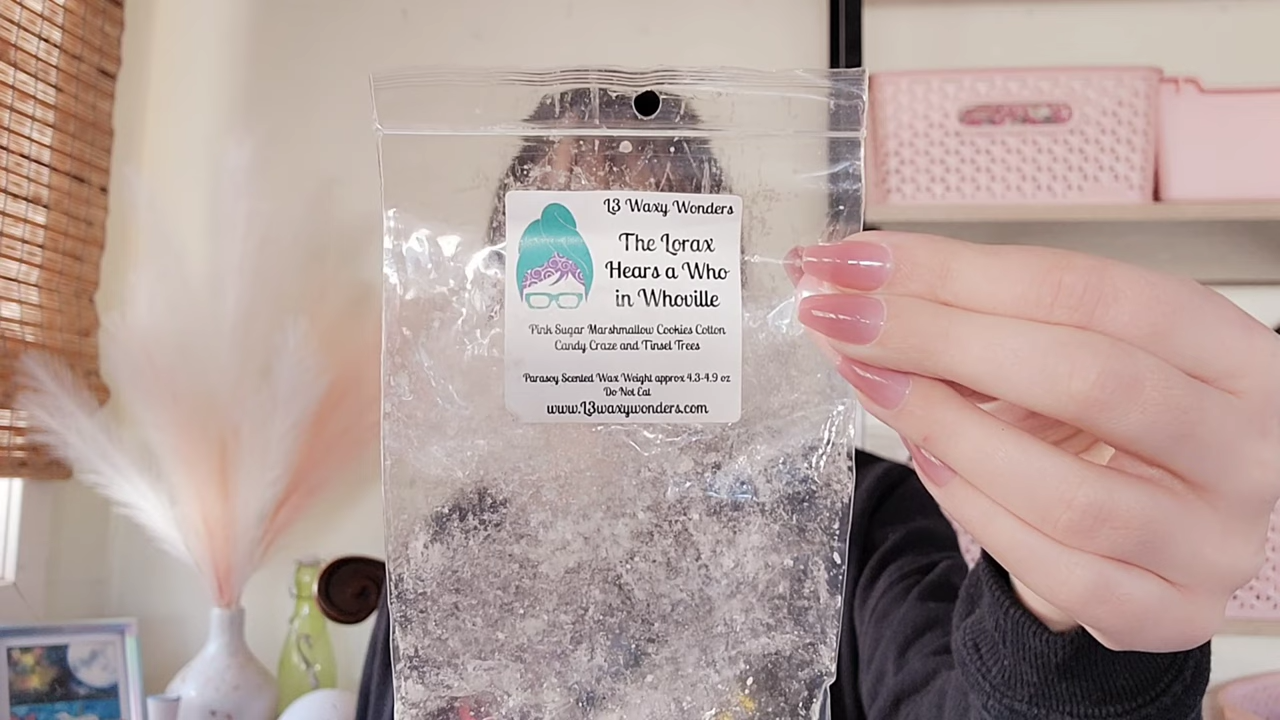 L3 Waxy Wonders
The Lorax
Hears a Who
in Whoville
Pink Sugar Marshmallow Cookies Cotton
Candy Craze and Tinsel Trees
Parasoy Scented Wax Weight approx 4.3-4.9 oz
Do Not Eat
www.L3waxywonders.com